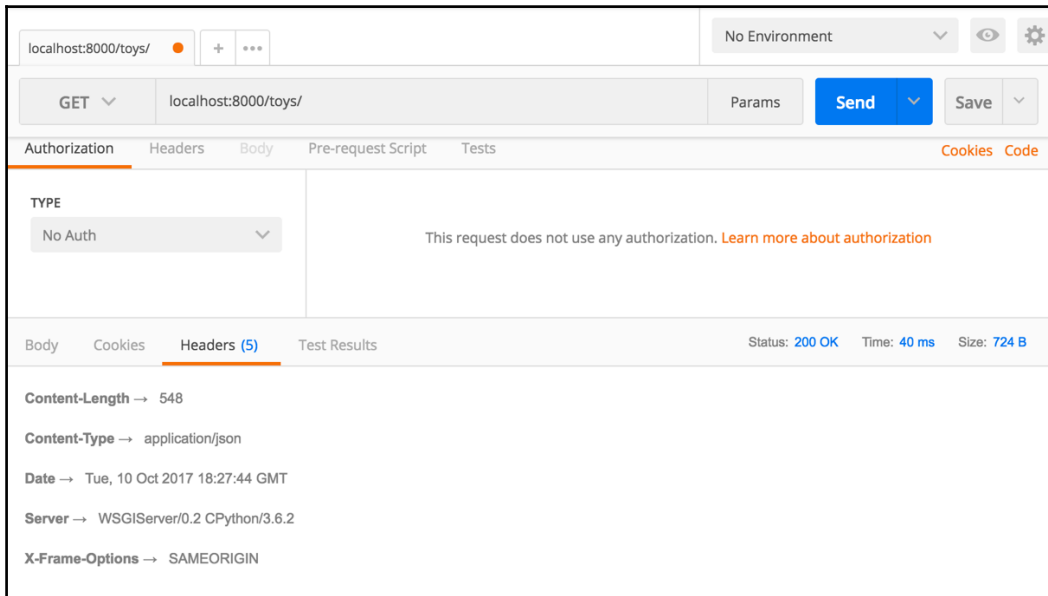 localhost:8000/toys/ + ••• No Environment
GET localhost:8000/toys/ Params Send Save
Authorization Headers Body Pre-request Script Tests Cookies Code
TYPE
No Auth
This request does not use any authorization. Learn more about authorization
Body Cookies Headers (5) Test Results Status: 200 OK Time: 40 ms Size: 724 B
Content-Length → 548
Content-Type → application/json
Date → Tue, 10 Oct 2017 18:27:44 GMT
Server → WSGIServer/0.2 CPython/3.6.2
X-Frame-Options → SAMEORIGIN